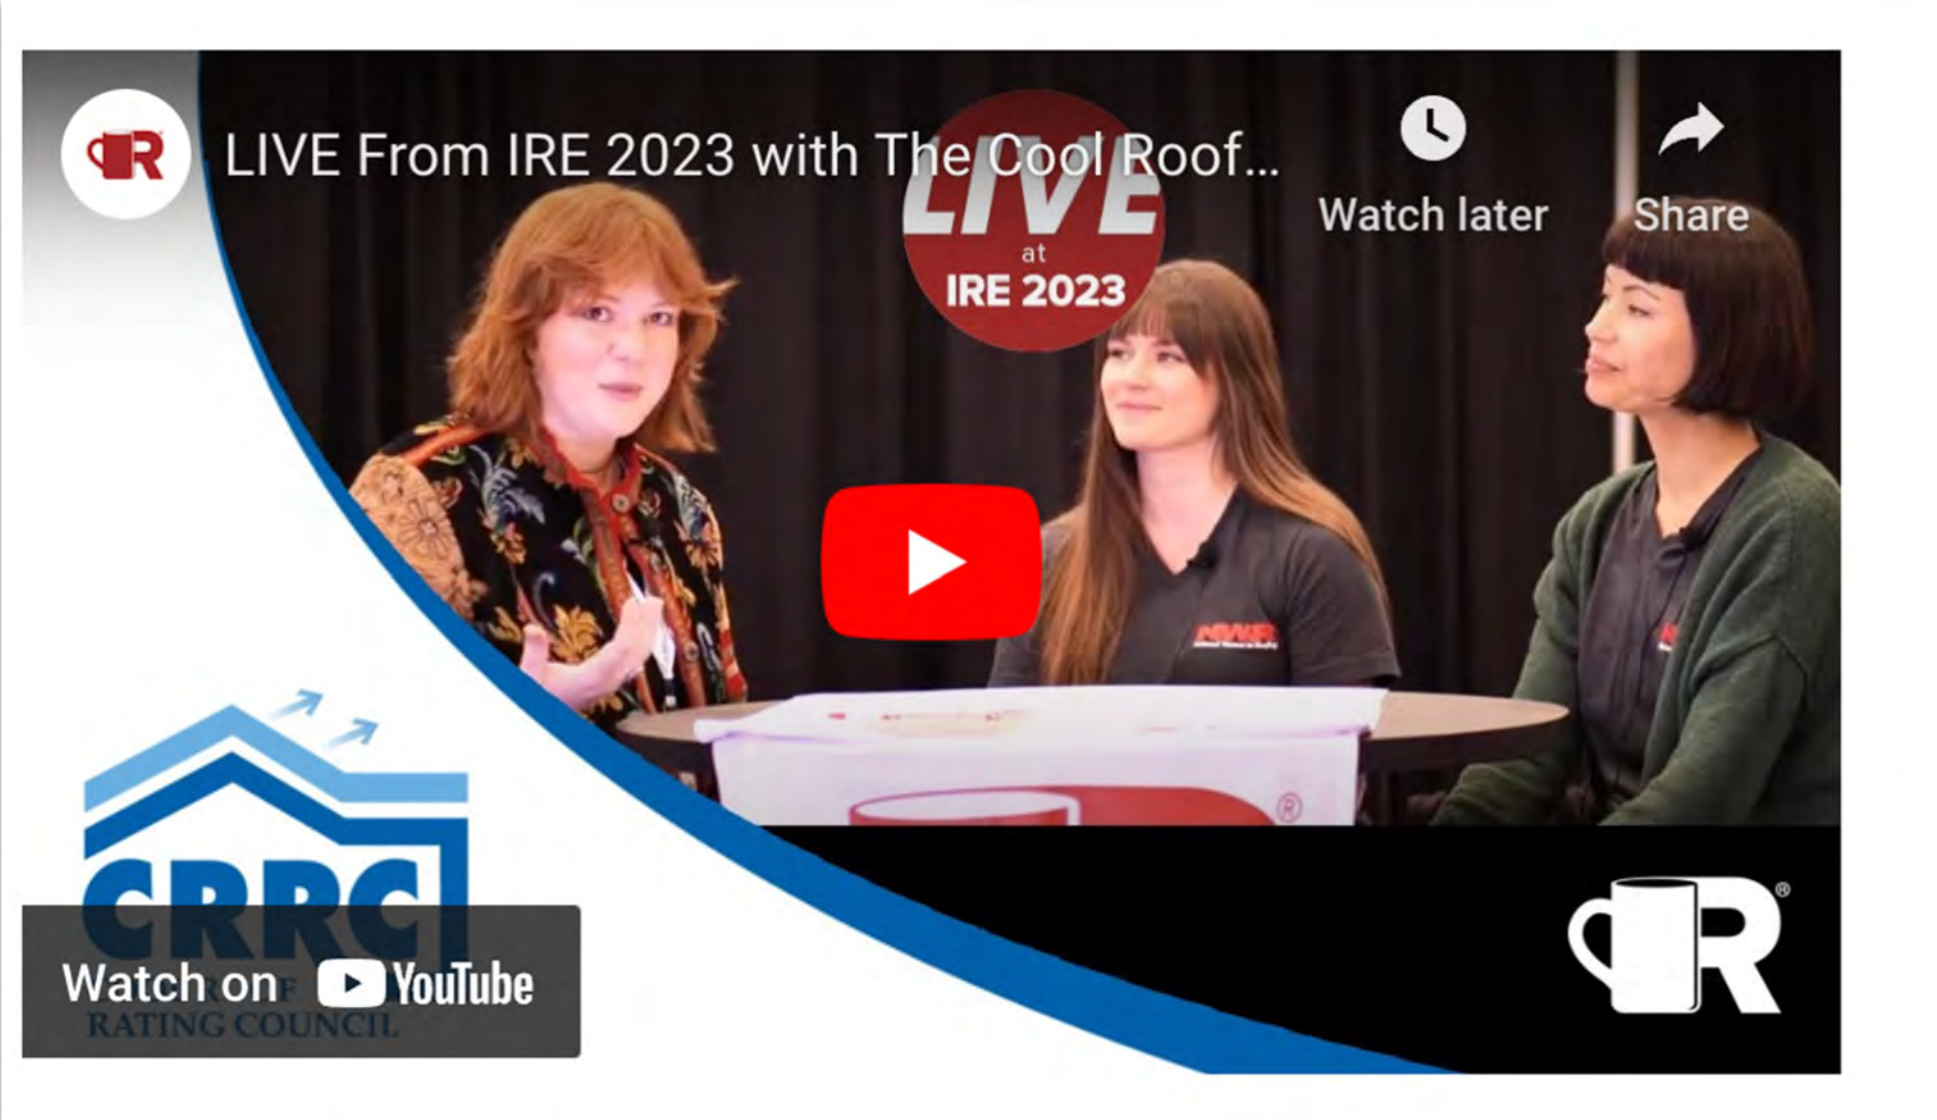 LIVE From IRE 2023 with The Cool Roof...
Watch later
Share
LIVE
at
IRE 2023
NWiR
R
®
CRRC
RATING COUNCIL
Watch on YouTube
R®